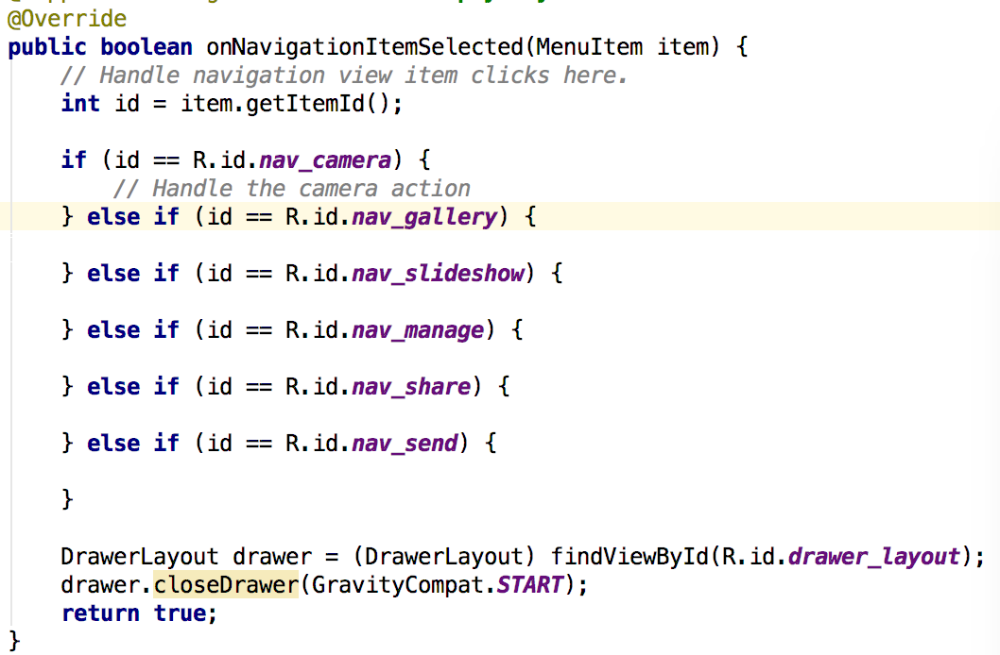 @Override
public boolean onNavigationItemSelected(MenuItem item) {
    // Handle navigation view item clicks here.
    int id = item.getItemId();

    if (id == R.id.nav_camera) {
        // Handle the camera action
    } else if (id == R.id.nav_gallery) {

    } else if (id == R.id.nav_slideshow) {

    } else if (id == R.id.nav_manage) {

    } else if (id == R.id.nav_share) {

    } else if (id == R.id.nav_send) {

    }

    DrawerLayout drawer = (DrawerLayout) findViewById(R.id.drawer_layout);
    drawer.closeDrawer(GravityCompat.START);
    return true;
}